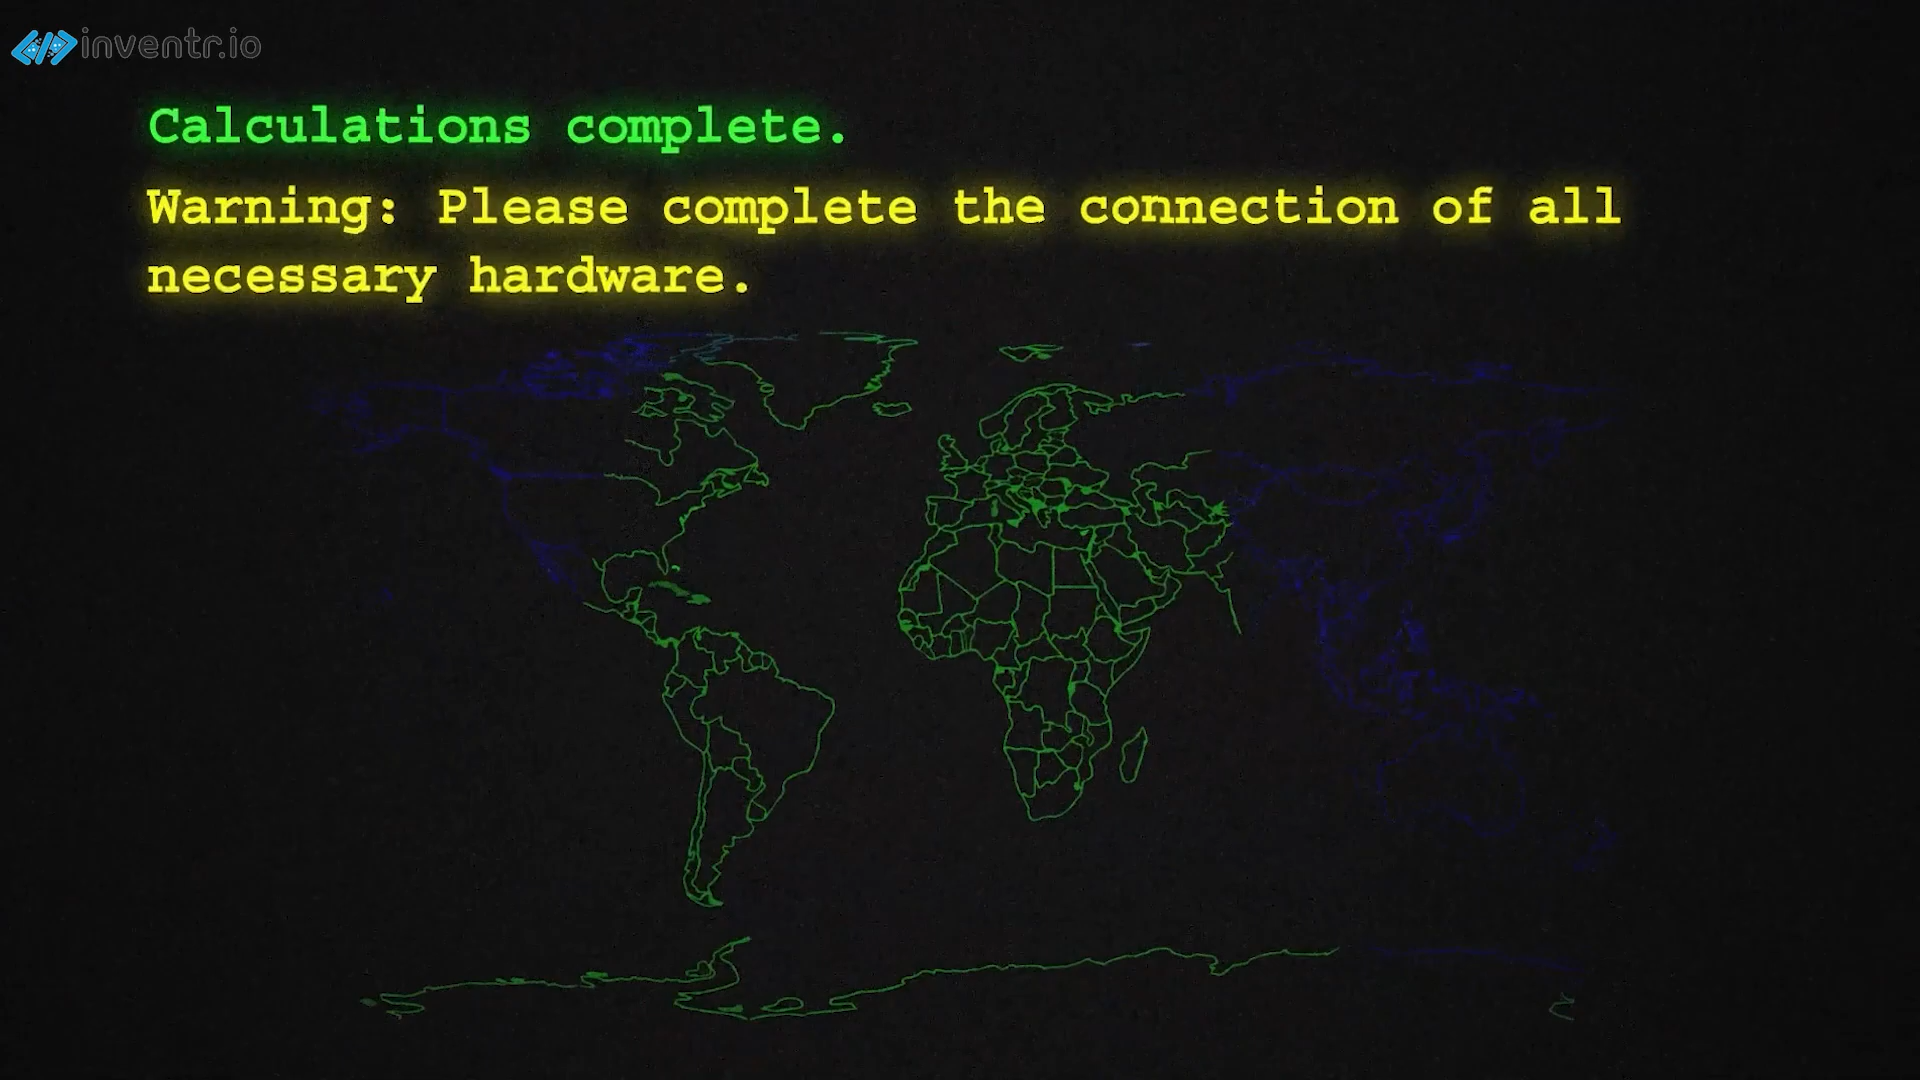 inventr.io
Calculations complete.
Warning: Please complete the connection of all
necessary hardware.